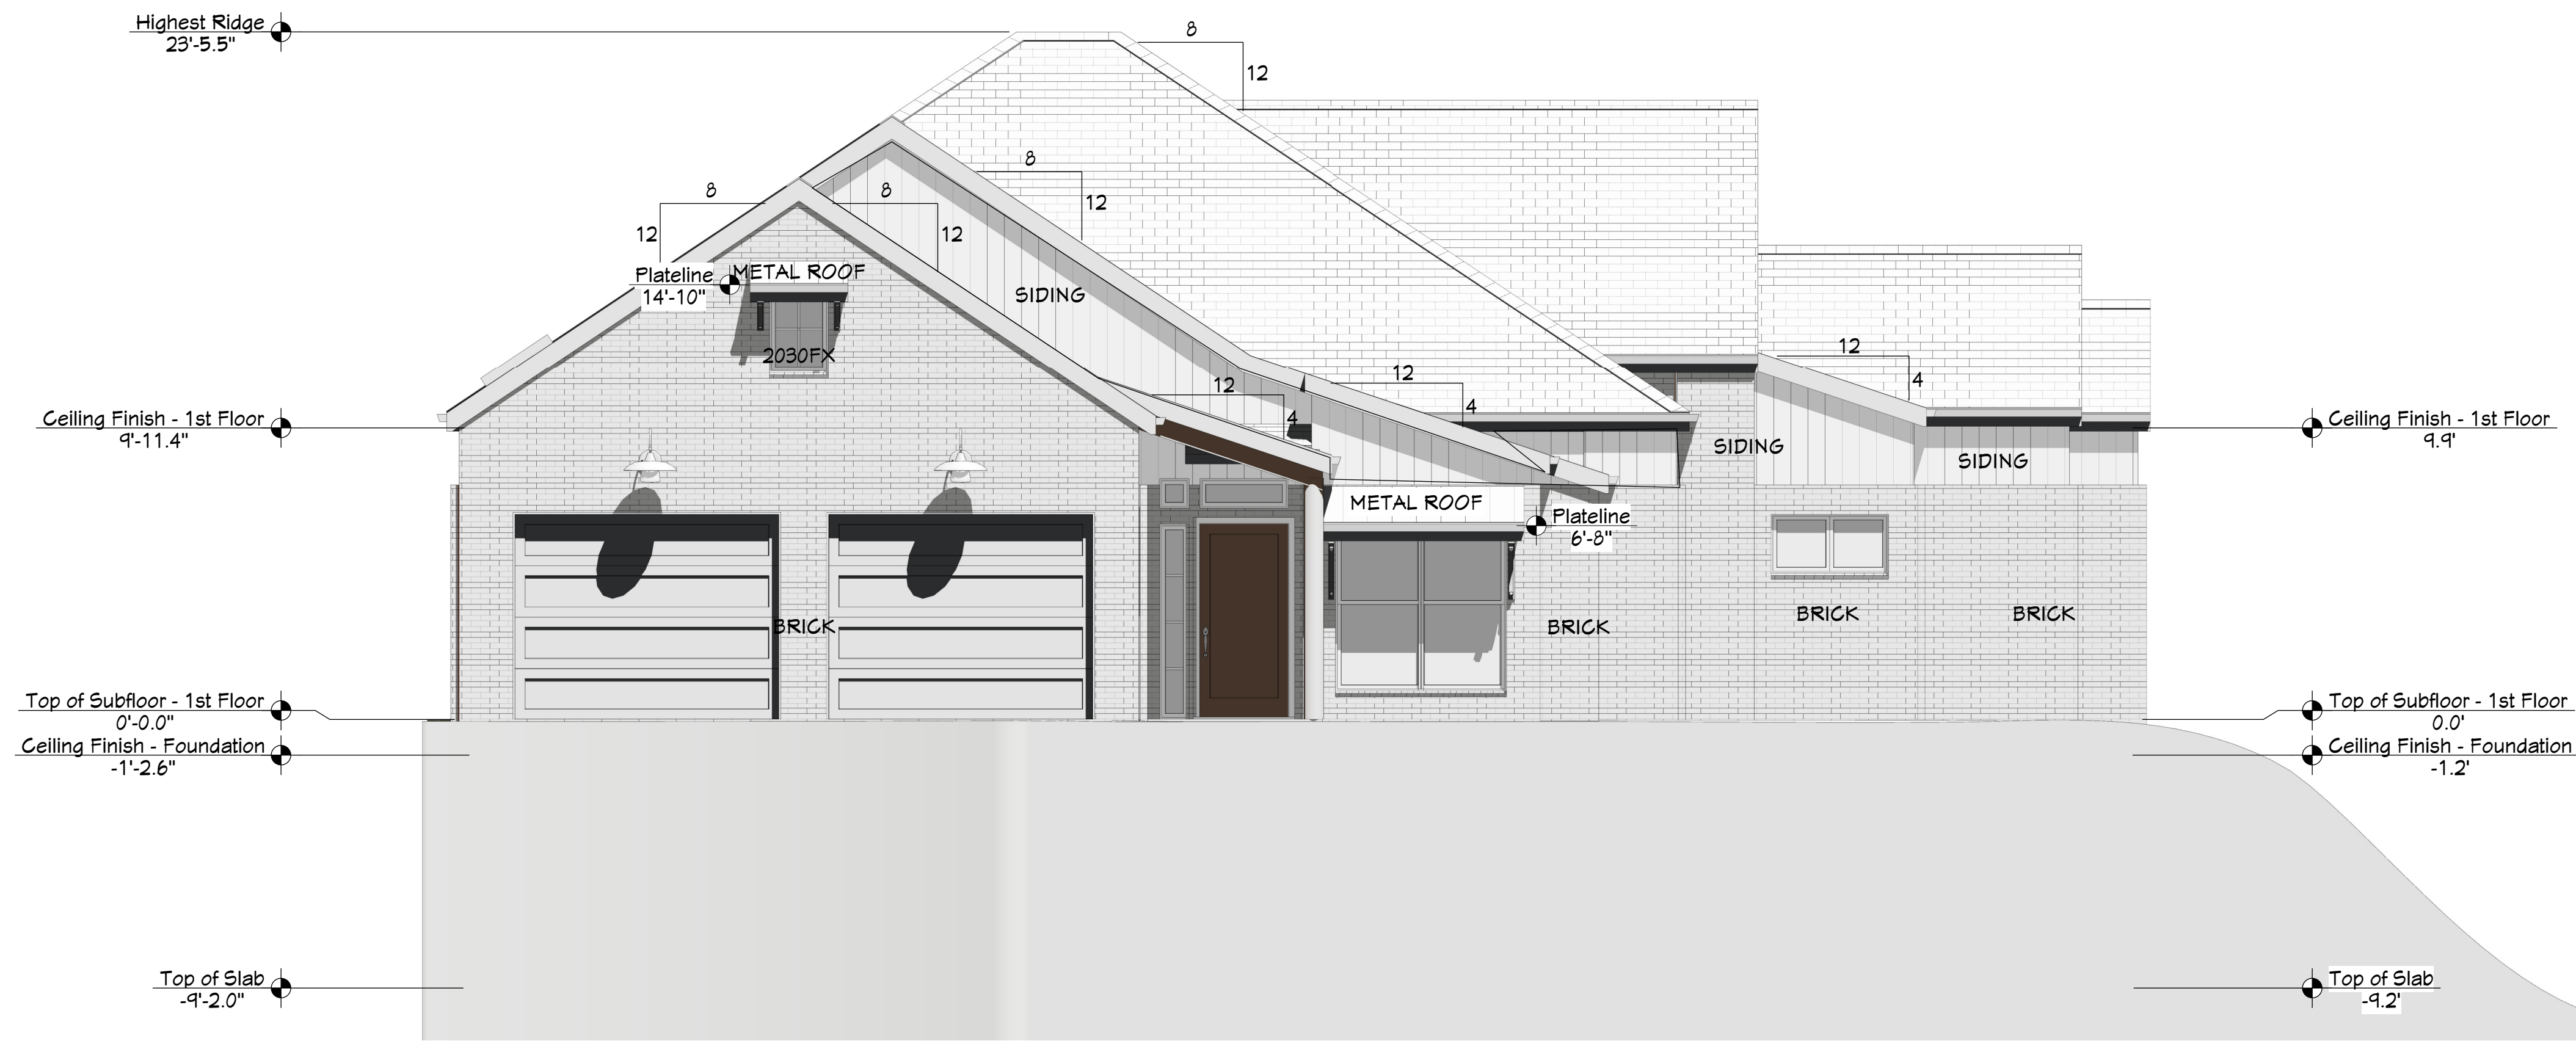 Highest Ridge
23'-5.5"
8
12
8
12
8
12
8
12
Plateline
14'-10"
METAL ROOF
2030FX
SIDING
12
4
12
4
12
4
Ceiling Finish - 1st Floor
9'-11.4"
Ceiling Finish - 1st Floor
9.9'
SIDING
SIDING
METAL ROOF
Plateline
6'-8"
BRICK
BRICK
BRICK
BRICK
Top of Subfloor - 1st Floor
0'-0.0"
Top of Subfloor - 1st Floor
0.0'
Ceiling Finish - Foundation
-1'-2.6"
Ceiling Finish - Foundation
-1.2'
Top of Slab
-9'-2.0"
Top of Slab
-9.2'